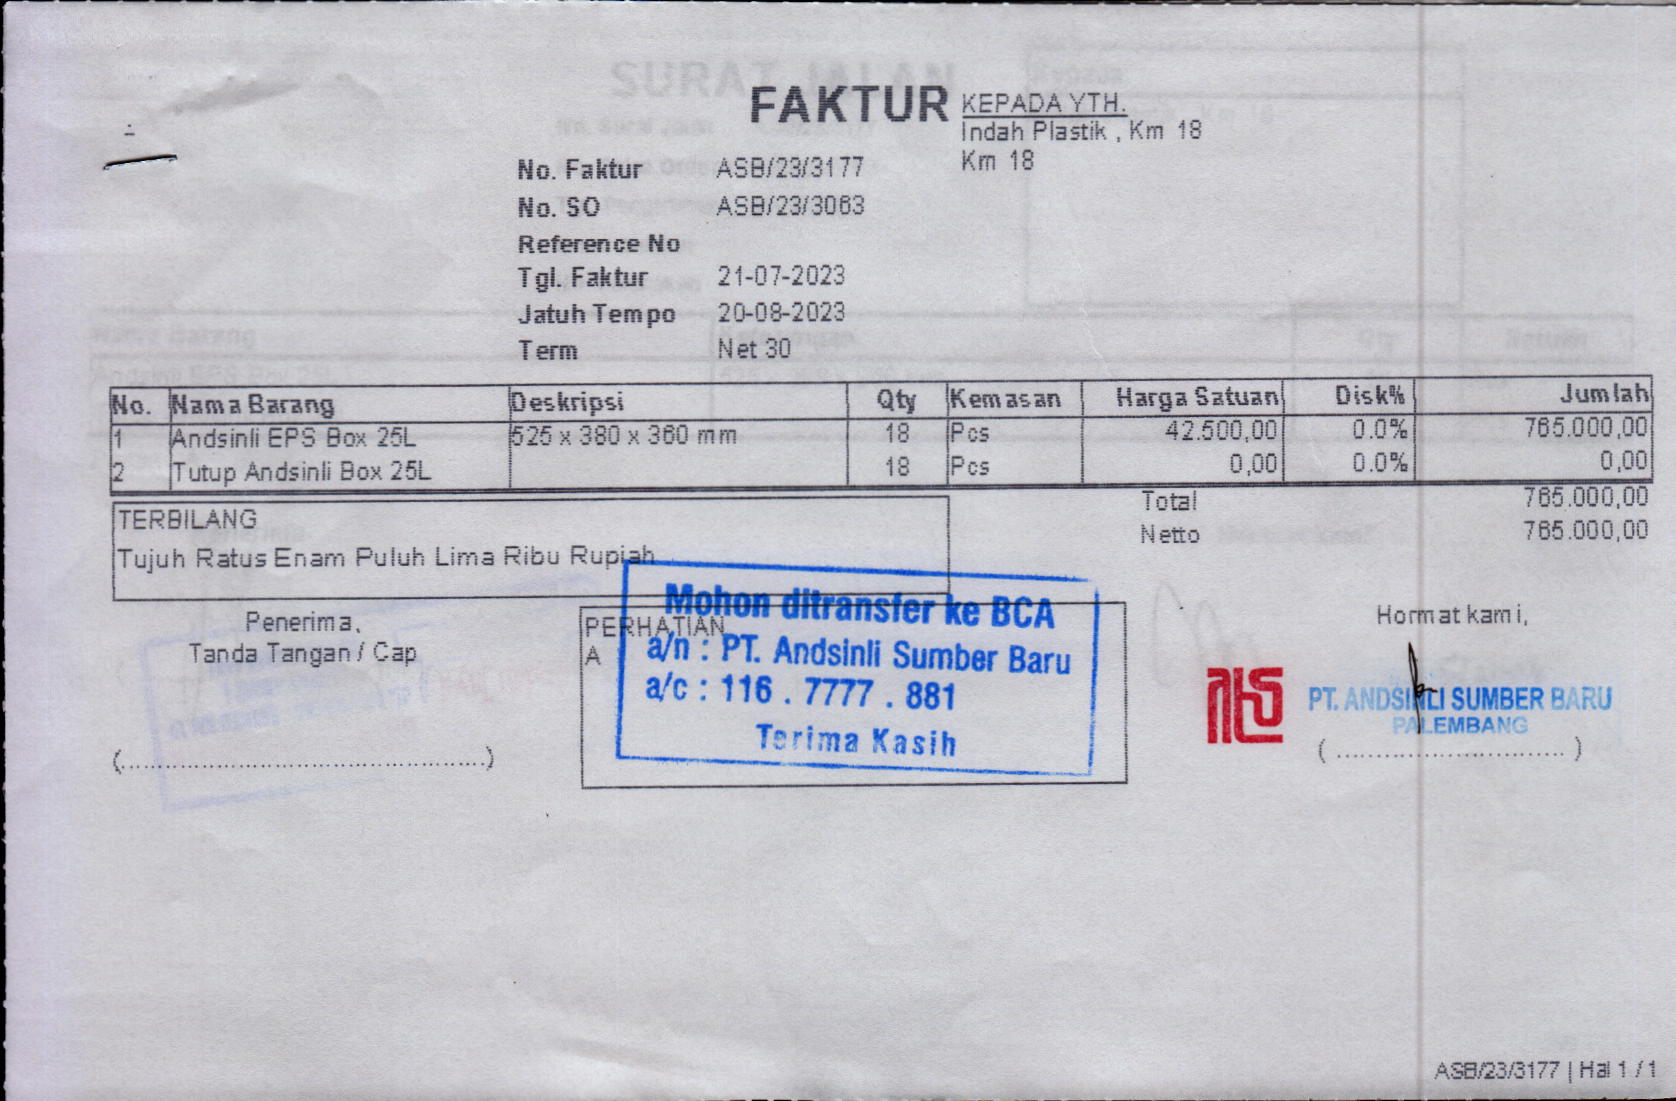 FAKTUR
KEPADA YTH.
Indah Plastik , Km 18
Km 18
No. Faktur ASB/23/3177
No. SO ASB/23/3063
Reference No
Tgl. Faktur 21-07-2023
Jatuh Tempo 20-08-2023
Term Net 30
No. Nama Barang Deskripsi Qty Kemasan Harga Satuan Disk% Jumlah
1 Andsinli EPS Box 25L 525 x 380 x 360 mm 18 Pcs 42.500,00 0.0% 765.000,00
2 Tutup Andsinli Box 25L 18 Pcs 0,00 0.0% 0,00
Total 765.000,00
Netto 765.000,00
TERBILANG
Tujuh Ratus Enam Puluh Lima Ribu Rupiah
Penerima,
Tanda Tangan / Cap
(....................................................)
PERHATIAN
A
Mohon ditransfer ke BCA
a/n : PT. Andsinli Sumber Baru
a/c : 116 . 7777 . 881
Terima Kasih
Hormat kami,
PT. ANDSINLI SUMBER BARU
PALEMBANG
( ................................ )
ASB/23/3177 | Hal 1 / 1